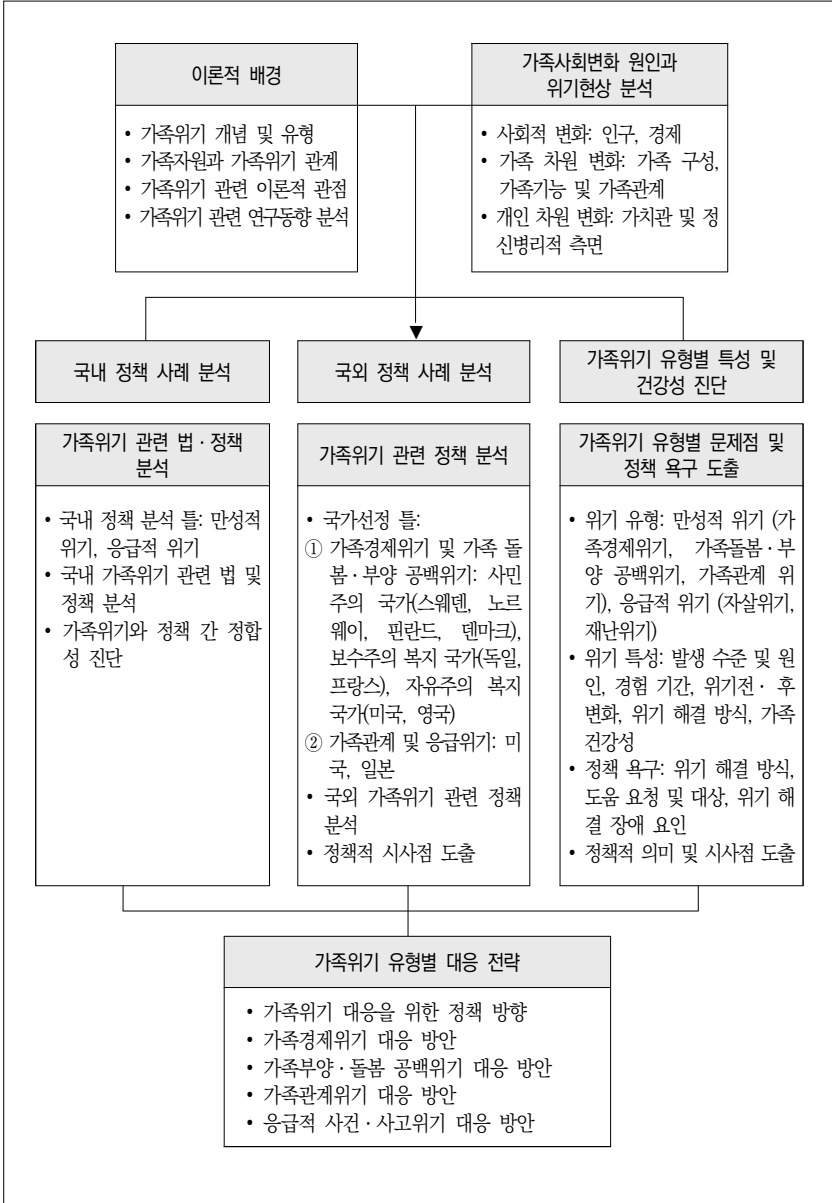 이론적 배경
• 가족위기 개념 및 유형
• 가족자원과 가족위기 관계
• 가족위기 관련 이론적 관점
• 가족위기 관련 연구동향 분석
가족사회변화 원인과
위기현상 분석
• 사회적 변화: 인구, 경제
• 가족 차원 변화: 가족 구성,
가족기능 및 가족관계
• 개인 차원 변화: 가치관 및 정
신병리적 측면
국내 정책 사례 분석
가족위기 관련 법·정책
분석
• 국내 정책 분석 틀: 만성적
위기, 응급적 위기
• 국내 가족위기 관련 법 및
정책 분석
• 가족위기와 정책 간 정합
성 진단
국외 정책 사례 분석
가족위기 관련 정책 분석
• 국가선정 틀:
① 가족경제위기 및 가족 돌
봄·부양 공백위기: 사민
주의 국가(스웨덴, 노르
웨이, 핀란드, 덴마크),
보수주의 복지 국가(독일,
프랑스), 자유주의 복지
국가(미국, 영국)
② 가족관계 및 응급위기: 미
국, 일본
• 국외 가족위기 관련 정책
분석
• 정책적 시사점 도출
가족위기 유형별 특성 및
건강성 진단
가족위기 유형별 문제점 및
정책 욕구 도출
• 위기 유형: 만성적 위기 (가
족경제위기, 가족돌봄·부
양 공백위기, 가족관계 위
기), 응급적 위기 (자살위기,
재난위기)
• 위기 특성: 발생 수준 및 원
인, 경험 기간, 위기전·후
변화, 위기 해결 방식, 가족
건강성
• 정책 욕구: 위기 해결 방식,
도움 요청 및 대상, 위기 해
결 장애 요인
• 정책적 의미 및 시사점 도출
가족위기 유형별 대응 전략
• 가족위기 대응을 위한 정책 방향
• 가족경제위기 대응 방안
• 가족부양·돌봄 공백위기 대응 방안
• 가족관계위기 대응 방안
• 응급적 사건·사고위기 대응 방안